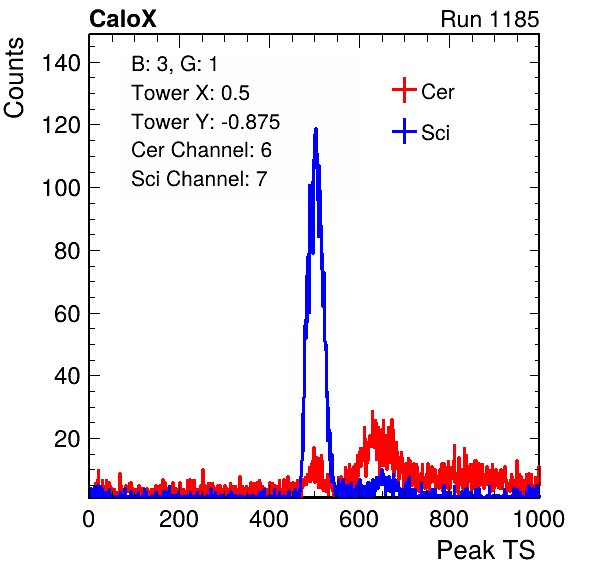 CaloX Run 1185
Counts
B: 3, G: 1
Tower X: 0.5
Tower Y: -0.875
Cer Channel: 6
Sci Channel: 7
Cer
Sci
140
120
100
80
60
40
20
0 200 400 600 800 1000
Peak TS